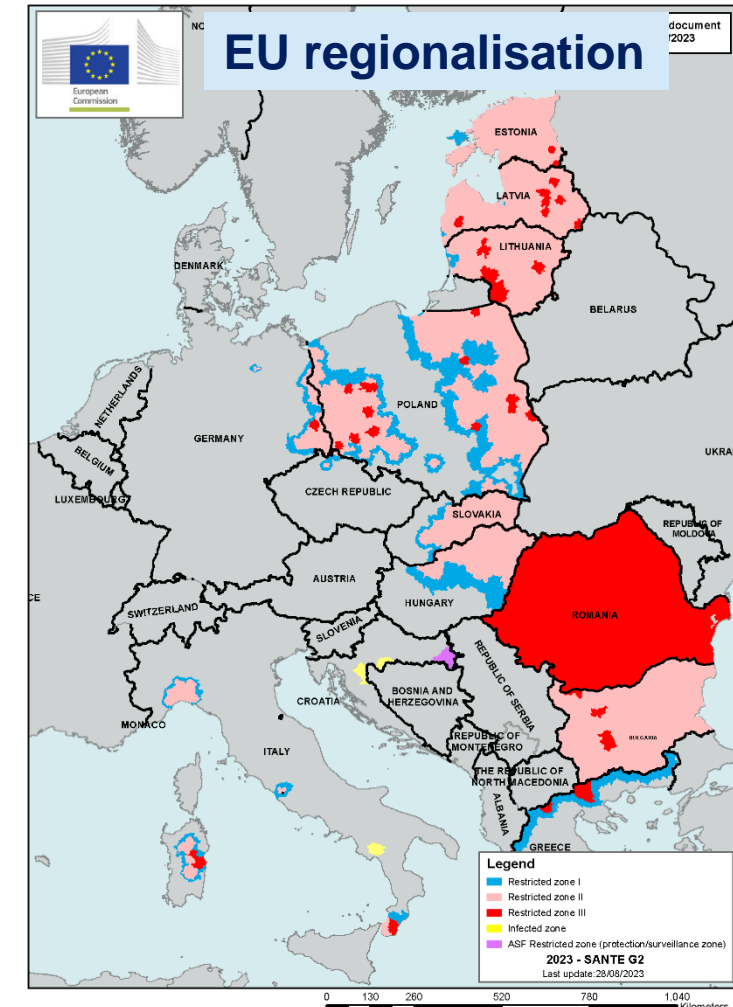 NO
document
/2023
EU regionalisation
European
Commission
ESTONIA
LATVIA
LITHUANIA
DENMARK
BELARUS
NETHERLANDS
POLAND
GERMANY
BELGIUM
UKRA
LUXEMBOURG
CZECH REPUBLIC
SLOVAKIA
REPUBLIC OF
MOLDOVA
AUSTRIA
CE
HUNGARY
SWITZERLAND
ROMANIA
SLOVENIA
REPUBLIC OF SERBIA
CROATIA
BOSNIA AND
HERZEGOVINA
MONACO
ITALY
REPUBLIC OF
MONTENEGRO
BULGARIA
THE REPUBLIC OF
NORTH MACEDONIA
ALBANIA
GREECE
Legend
Restricted zone I
Restricted zone II
Restricted zone III
Infected zone
ASF Restricted zone (protection/surveillance zone)
2023 - SANTE G2
Last update:28/08/2023
0 130 260 520 780 1.040
Kilometers